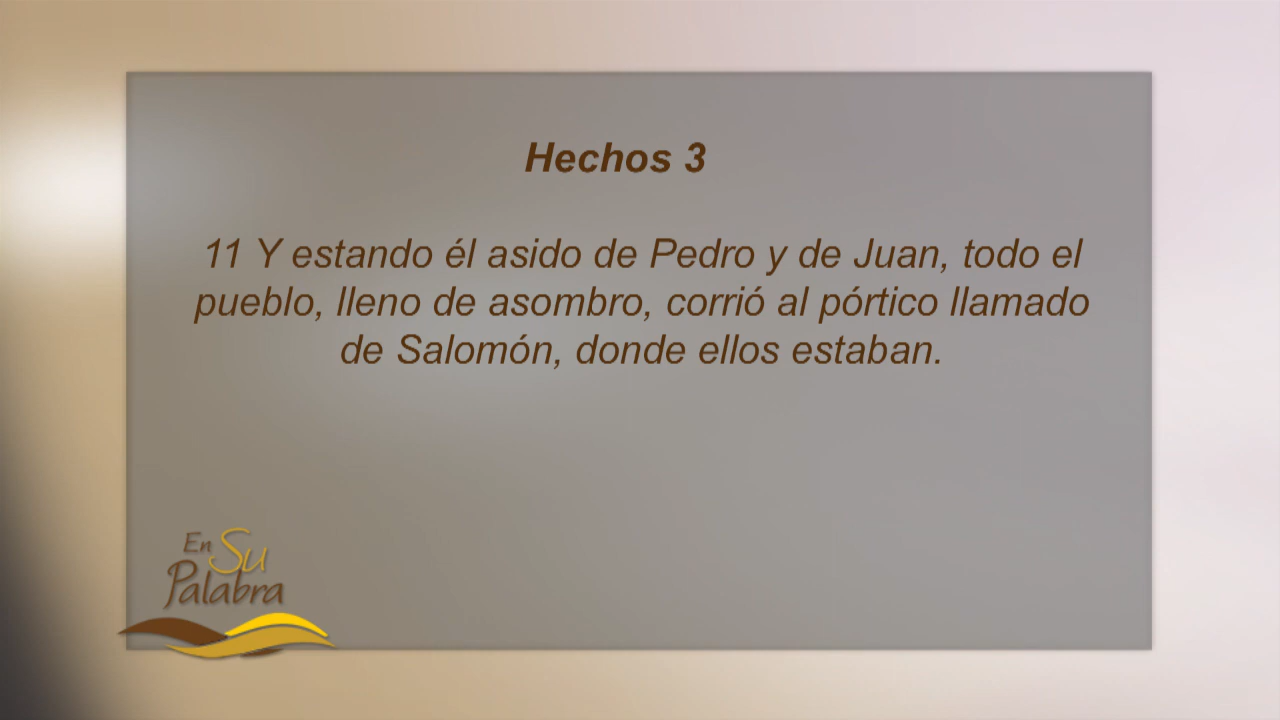 Hechos 3
11 Y estando él asido de Pedro y de Juan, todo el
pueblo, lleno de asombro, corrió al pórtico llamado
de Salomón, donde ellos estaban.
En Su
Palabra